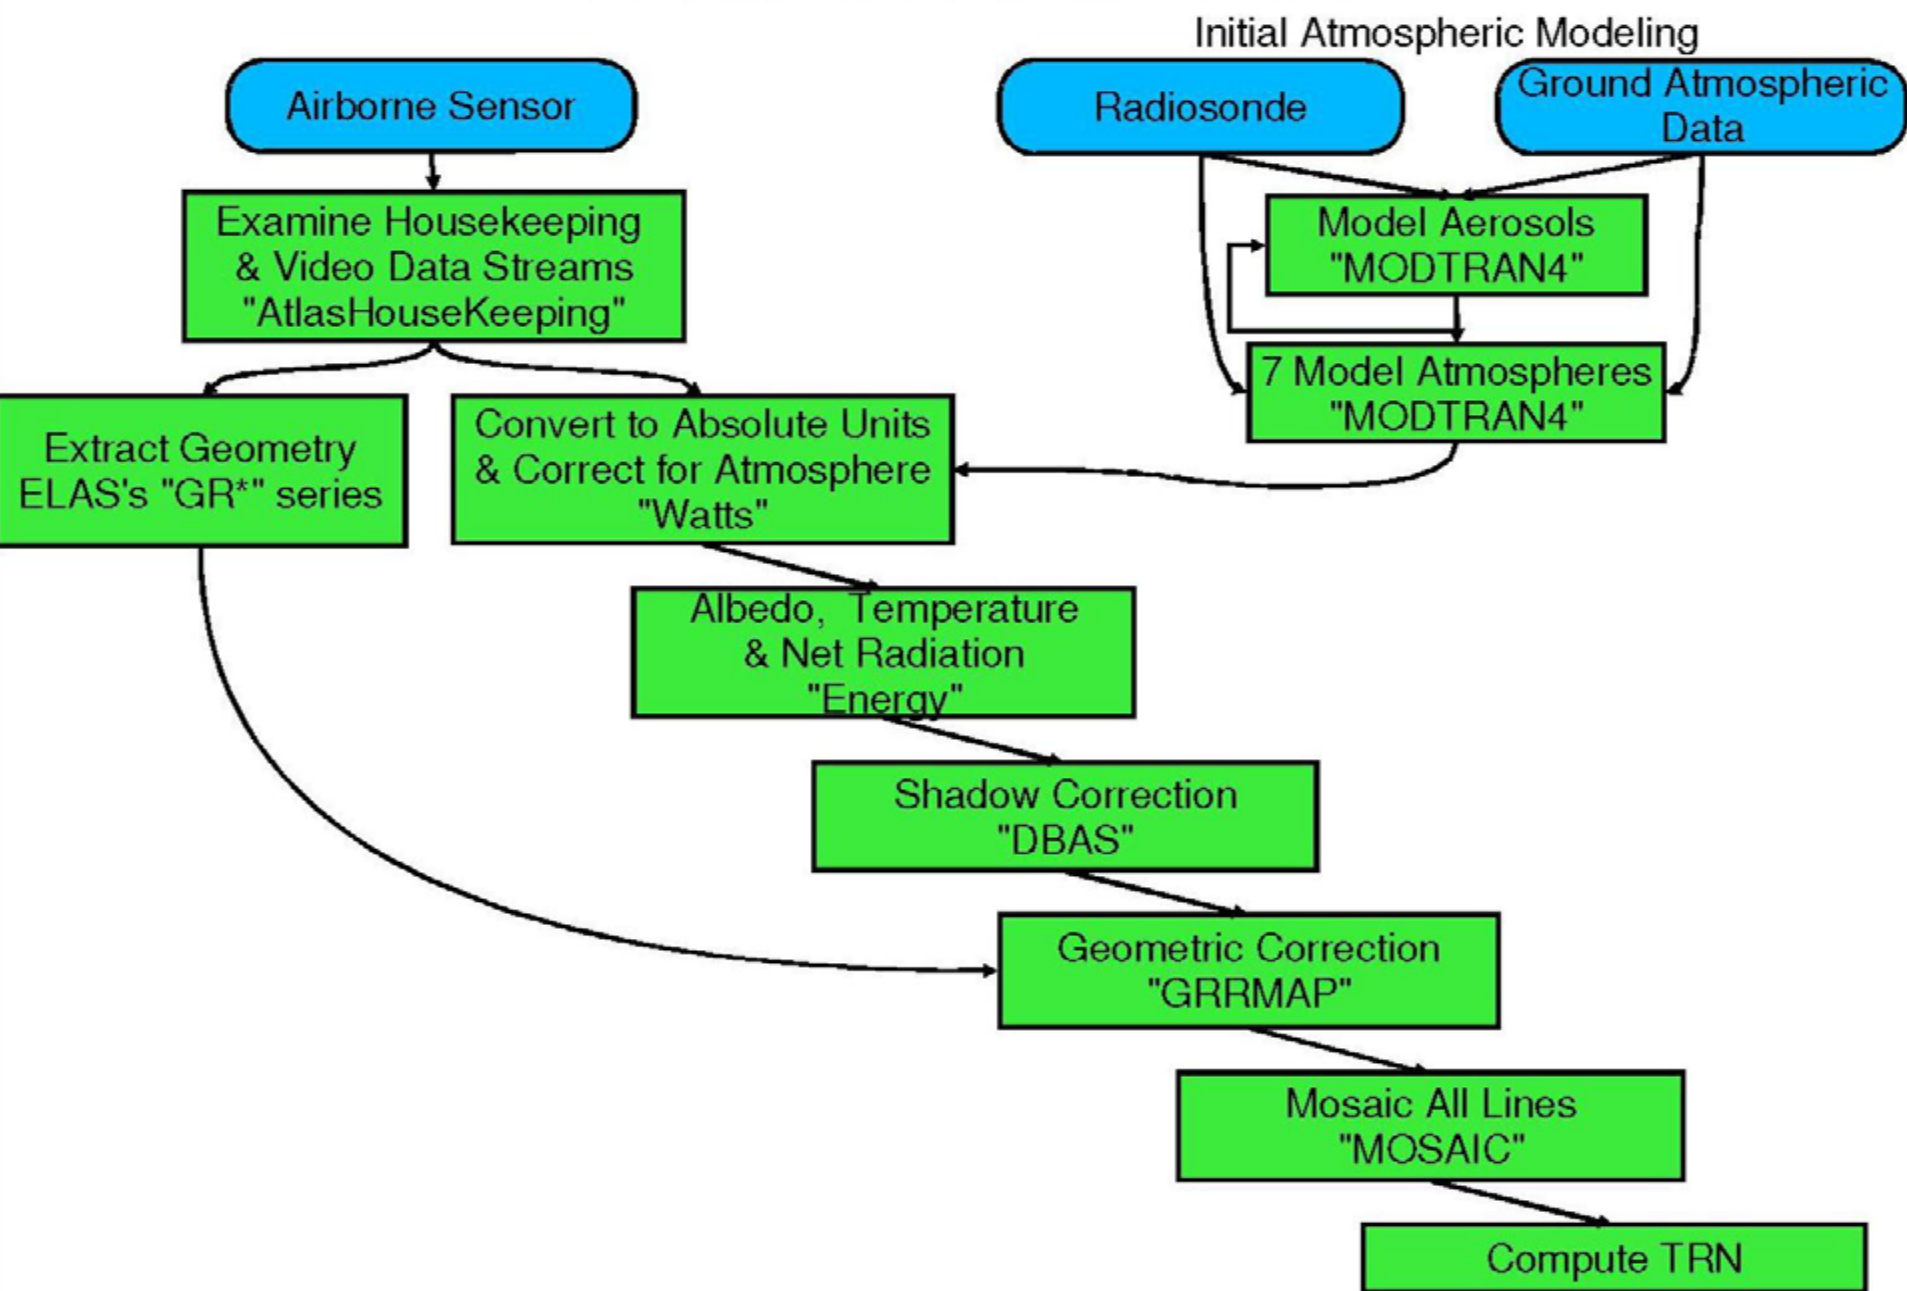 Initial Atmospheric Modeling
Airborne Sensor
Radiosonde
Ground Atmospheric
Data
Examine Housekeeping
& Video Data Streams
"AtlasHouseKeeping"
Model Aerosols
"MODTRAN4"
7 Model Atmospheres
"MODTRAN4"
Extract Geometry
ELAS's "GR*" series
Convert to Absolute Units
& Correct for Atmosphere
"Watts"
Albedo, Temperature
& Net Radiation
"Energy"
Shadow Correction
"DBAS"
Geometric Correction
"GRRMAP"
Mosaic All Lines
"MOSAIC"
Compute TRN